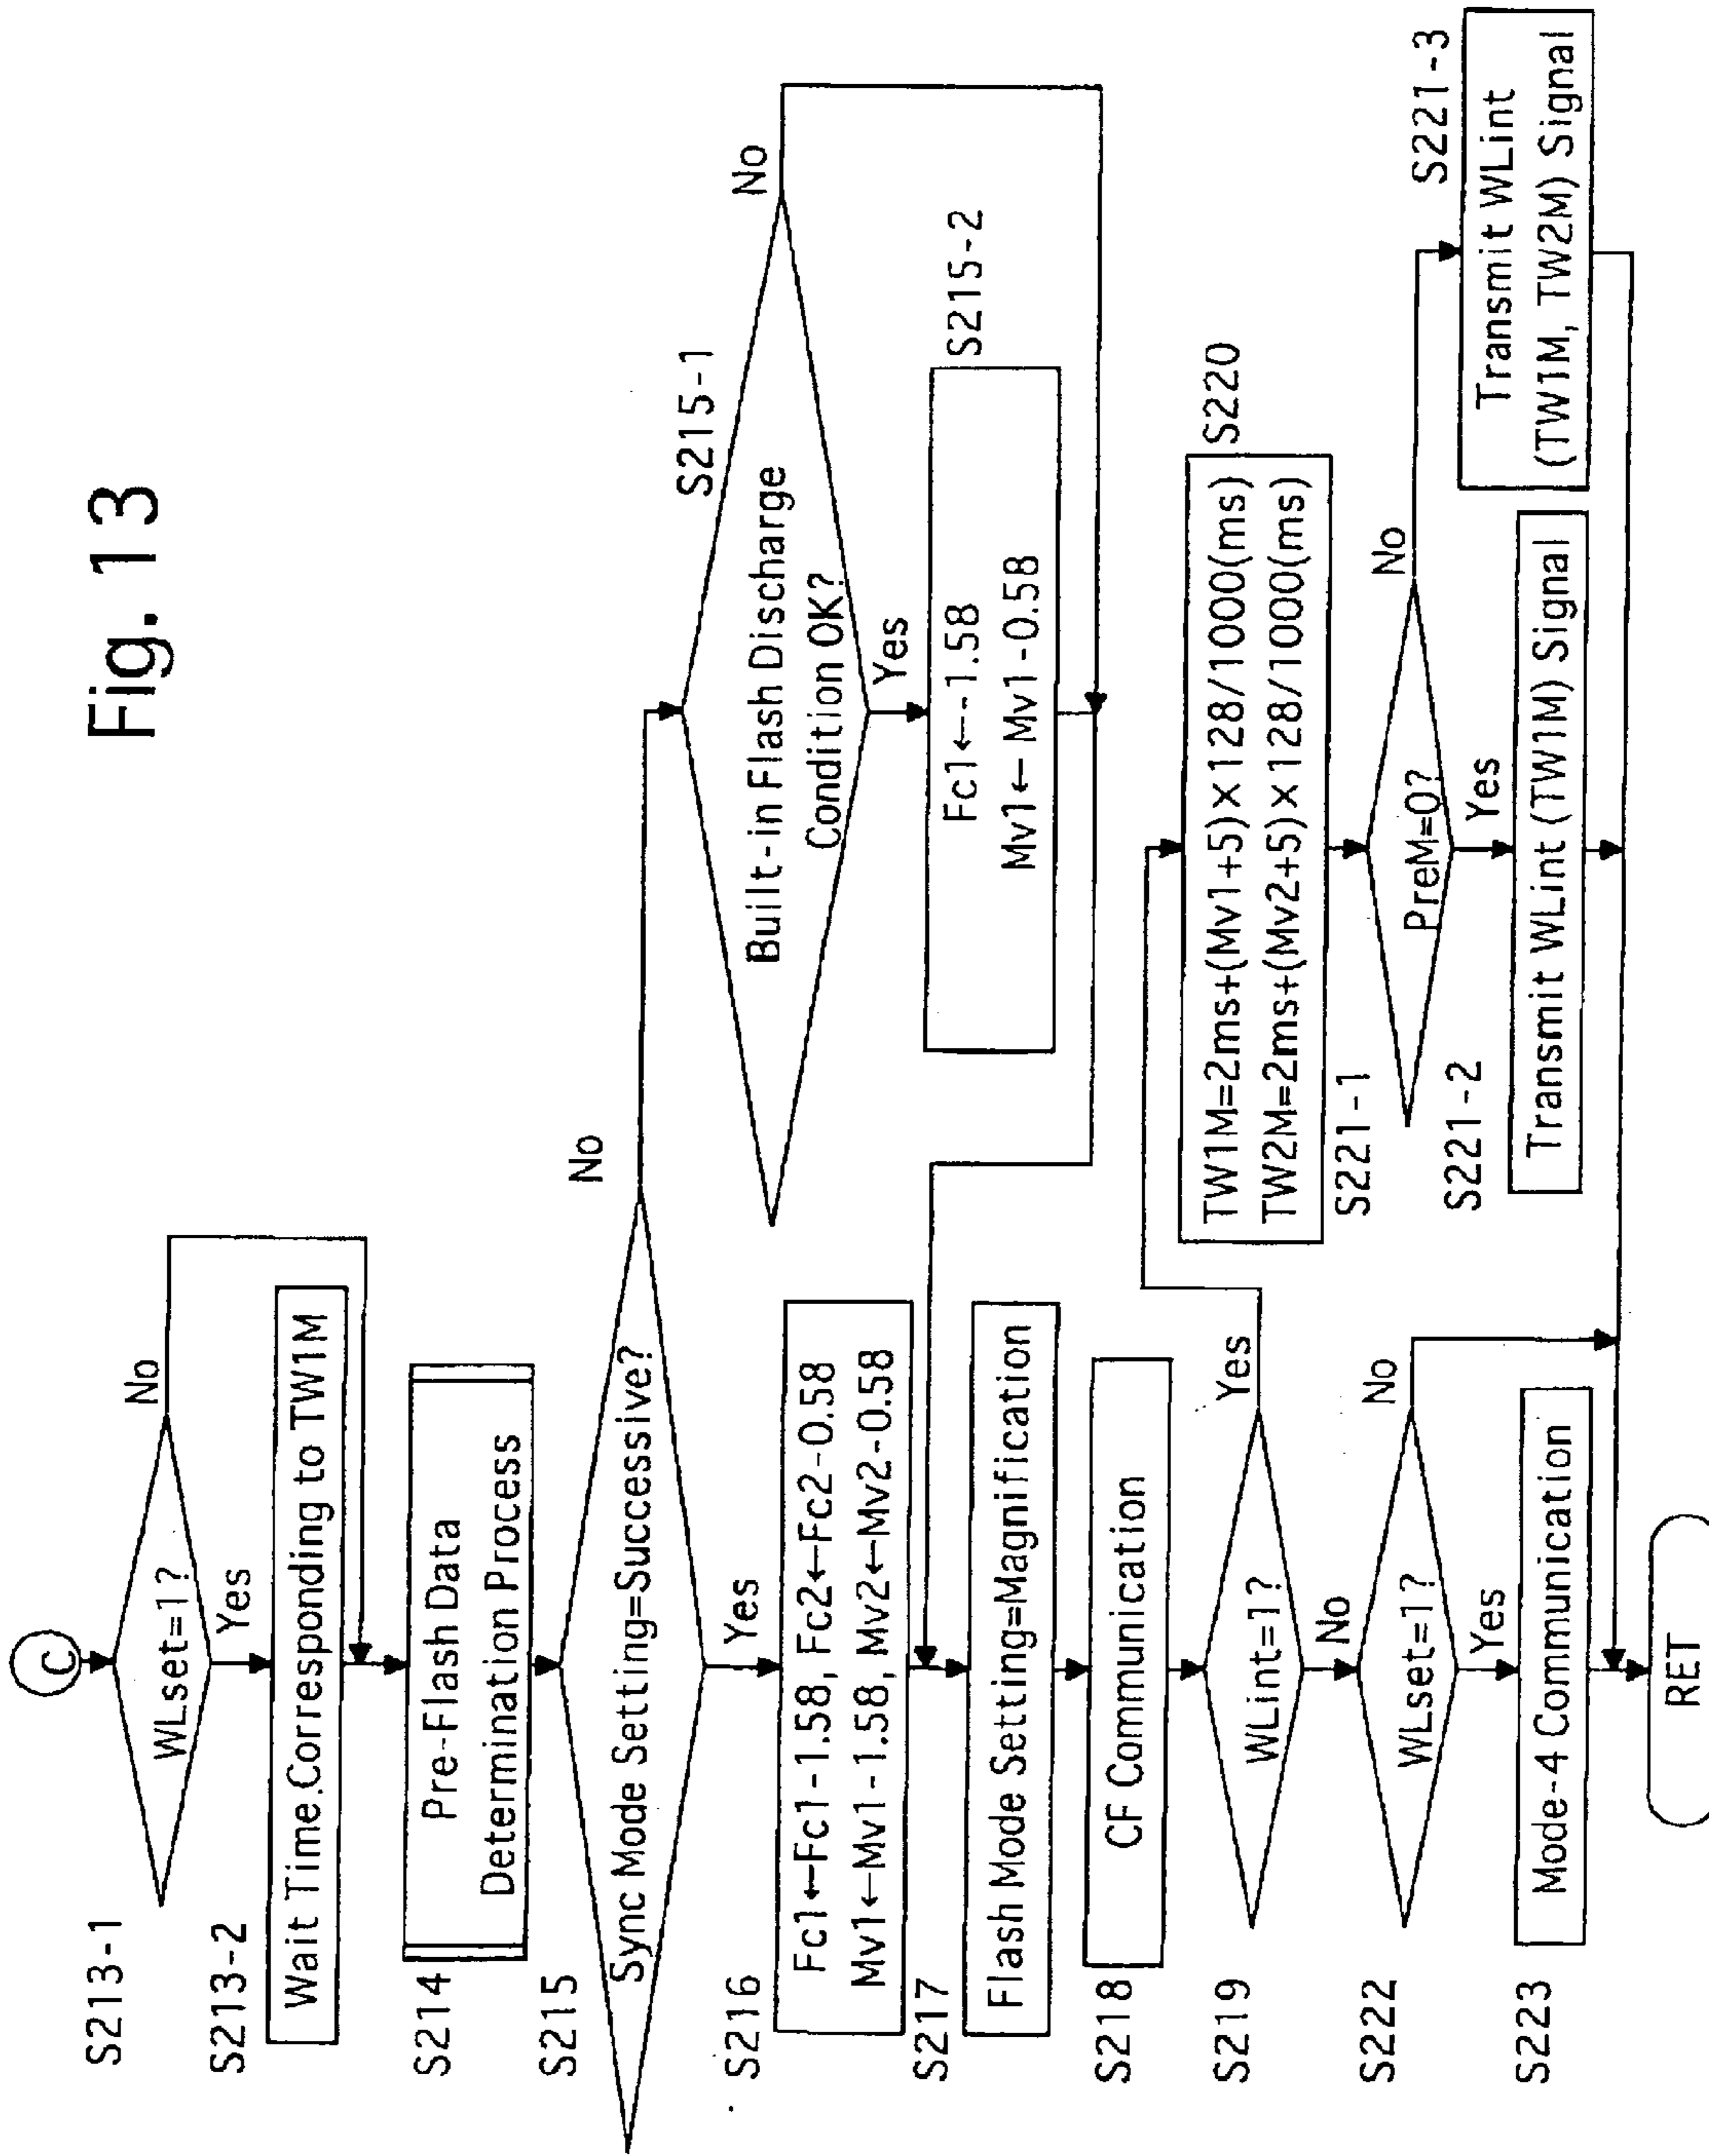 Fig. 13
C
S213-1
WLset=1?
No
Yes
S213-2
Wait Time Corresponding to TW1M
S214
Pre-Flash Data
Determination Process
S215
Sync Mode Setting=Successive?
No
Yes
S215-1
Built-in Flash Discharge
Condition OK?
No
Yes
S215-2
Fc1←-1.58
Mv1←Mv1-0.58
S216
Fc1←Fc1-1.58, Fc2←Fc2-0.58
Mv1←Mv1-1.58, Mv2←Mv2-0.58
S217
Flash Mode Setting=Magnification
S218
CF Communication
S219
WLint=1?
Yes
No
S220
TW1M=2ms+(Mv1+5)×128/1000(ms)
TW2M=2ms+(Mv2+5)×128/1000(ms)
S221-1
PreM=0?
No
Yes
S221-2
Transmit WLint (TW1M) Signal
S221-3
Transmit WLint
(TW1M, TW2M) Signal
S222
WLset=1?
No
Yes
S223
Mode-4 Communication
RET